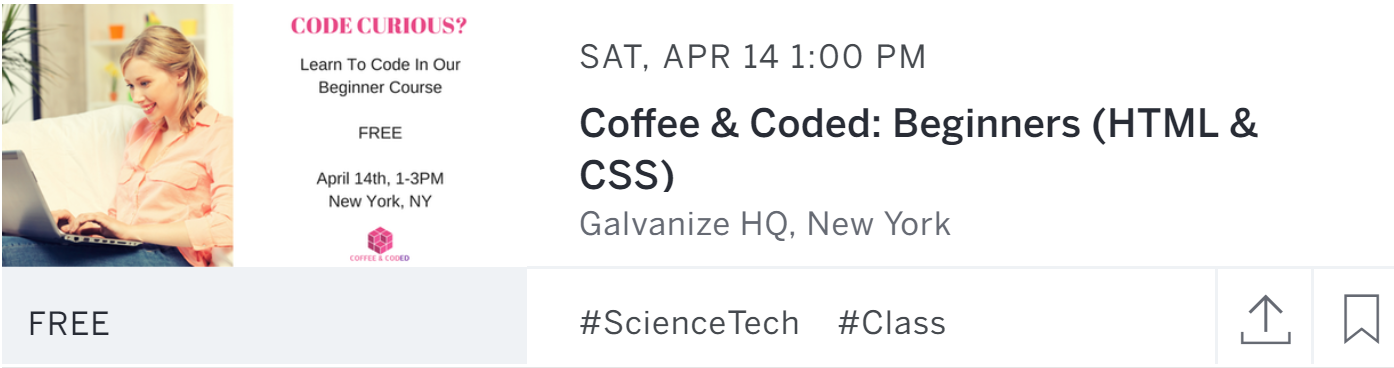 CODE CURIOUS?
Learn To Code In Our
Beginner Course
FREE
April 14th, 1-3PM
New York, NY
COFFEE & CODED
SAT, APR 14 1:00 PM
Coffee & Coded: Beginners (HTML &
CSS)
Galvanize HQ, New York
FREE
#ScienceTech #Class